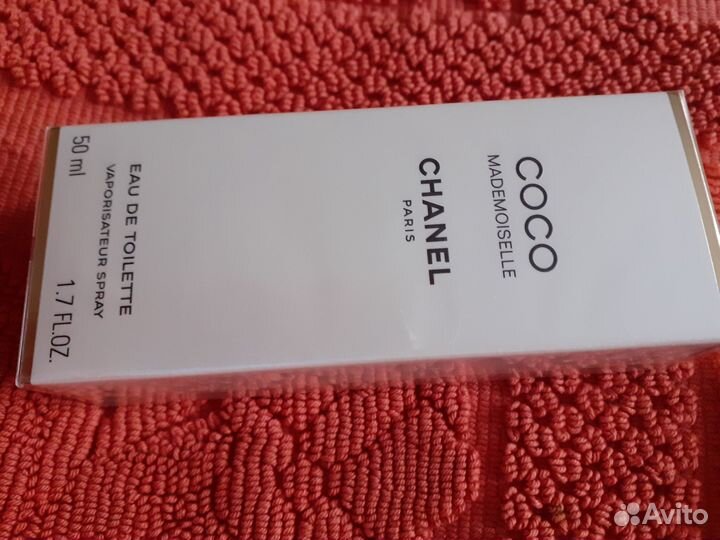 COCO
MADEMOISELLE
CHANEL
PARIS
EAU DE TOILETTE
VAPORISATEUR SPRAY
50 ml
1.7 FL.OZ.
Avito